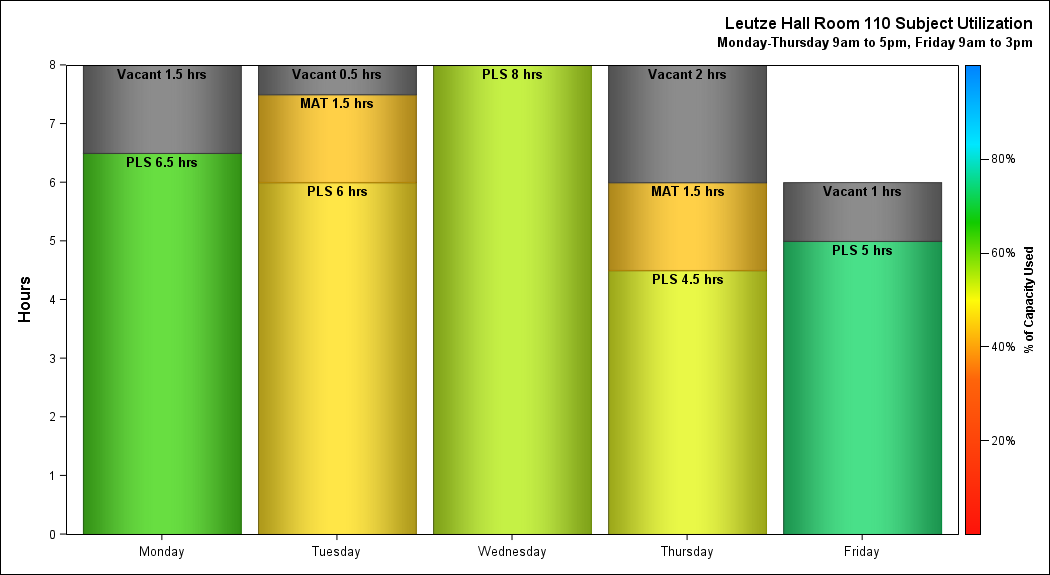 Leutze Hall Room 110 Subject Utilization
Monday-Thursday 9am to 5pm, Friday 9am to 3pm
Hours
8
7
6
5
4
3
2
1
0
Vacant 1.5 hrs
PLS 6.5 hrs
Vacant 0.5 hrs
MAT 1.5 hrs
PLS 6 hrs
PLS 8 hrs
Vacant 2 hrs
MAT 1.5 hrs
PLS 4.5 hrs
Vacant 1 hrs
PLS 5 hrs
Monday
Tuesday
Wednesday
Thursday
Friday
80%
60%
40%
20%
% of Capacity Used